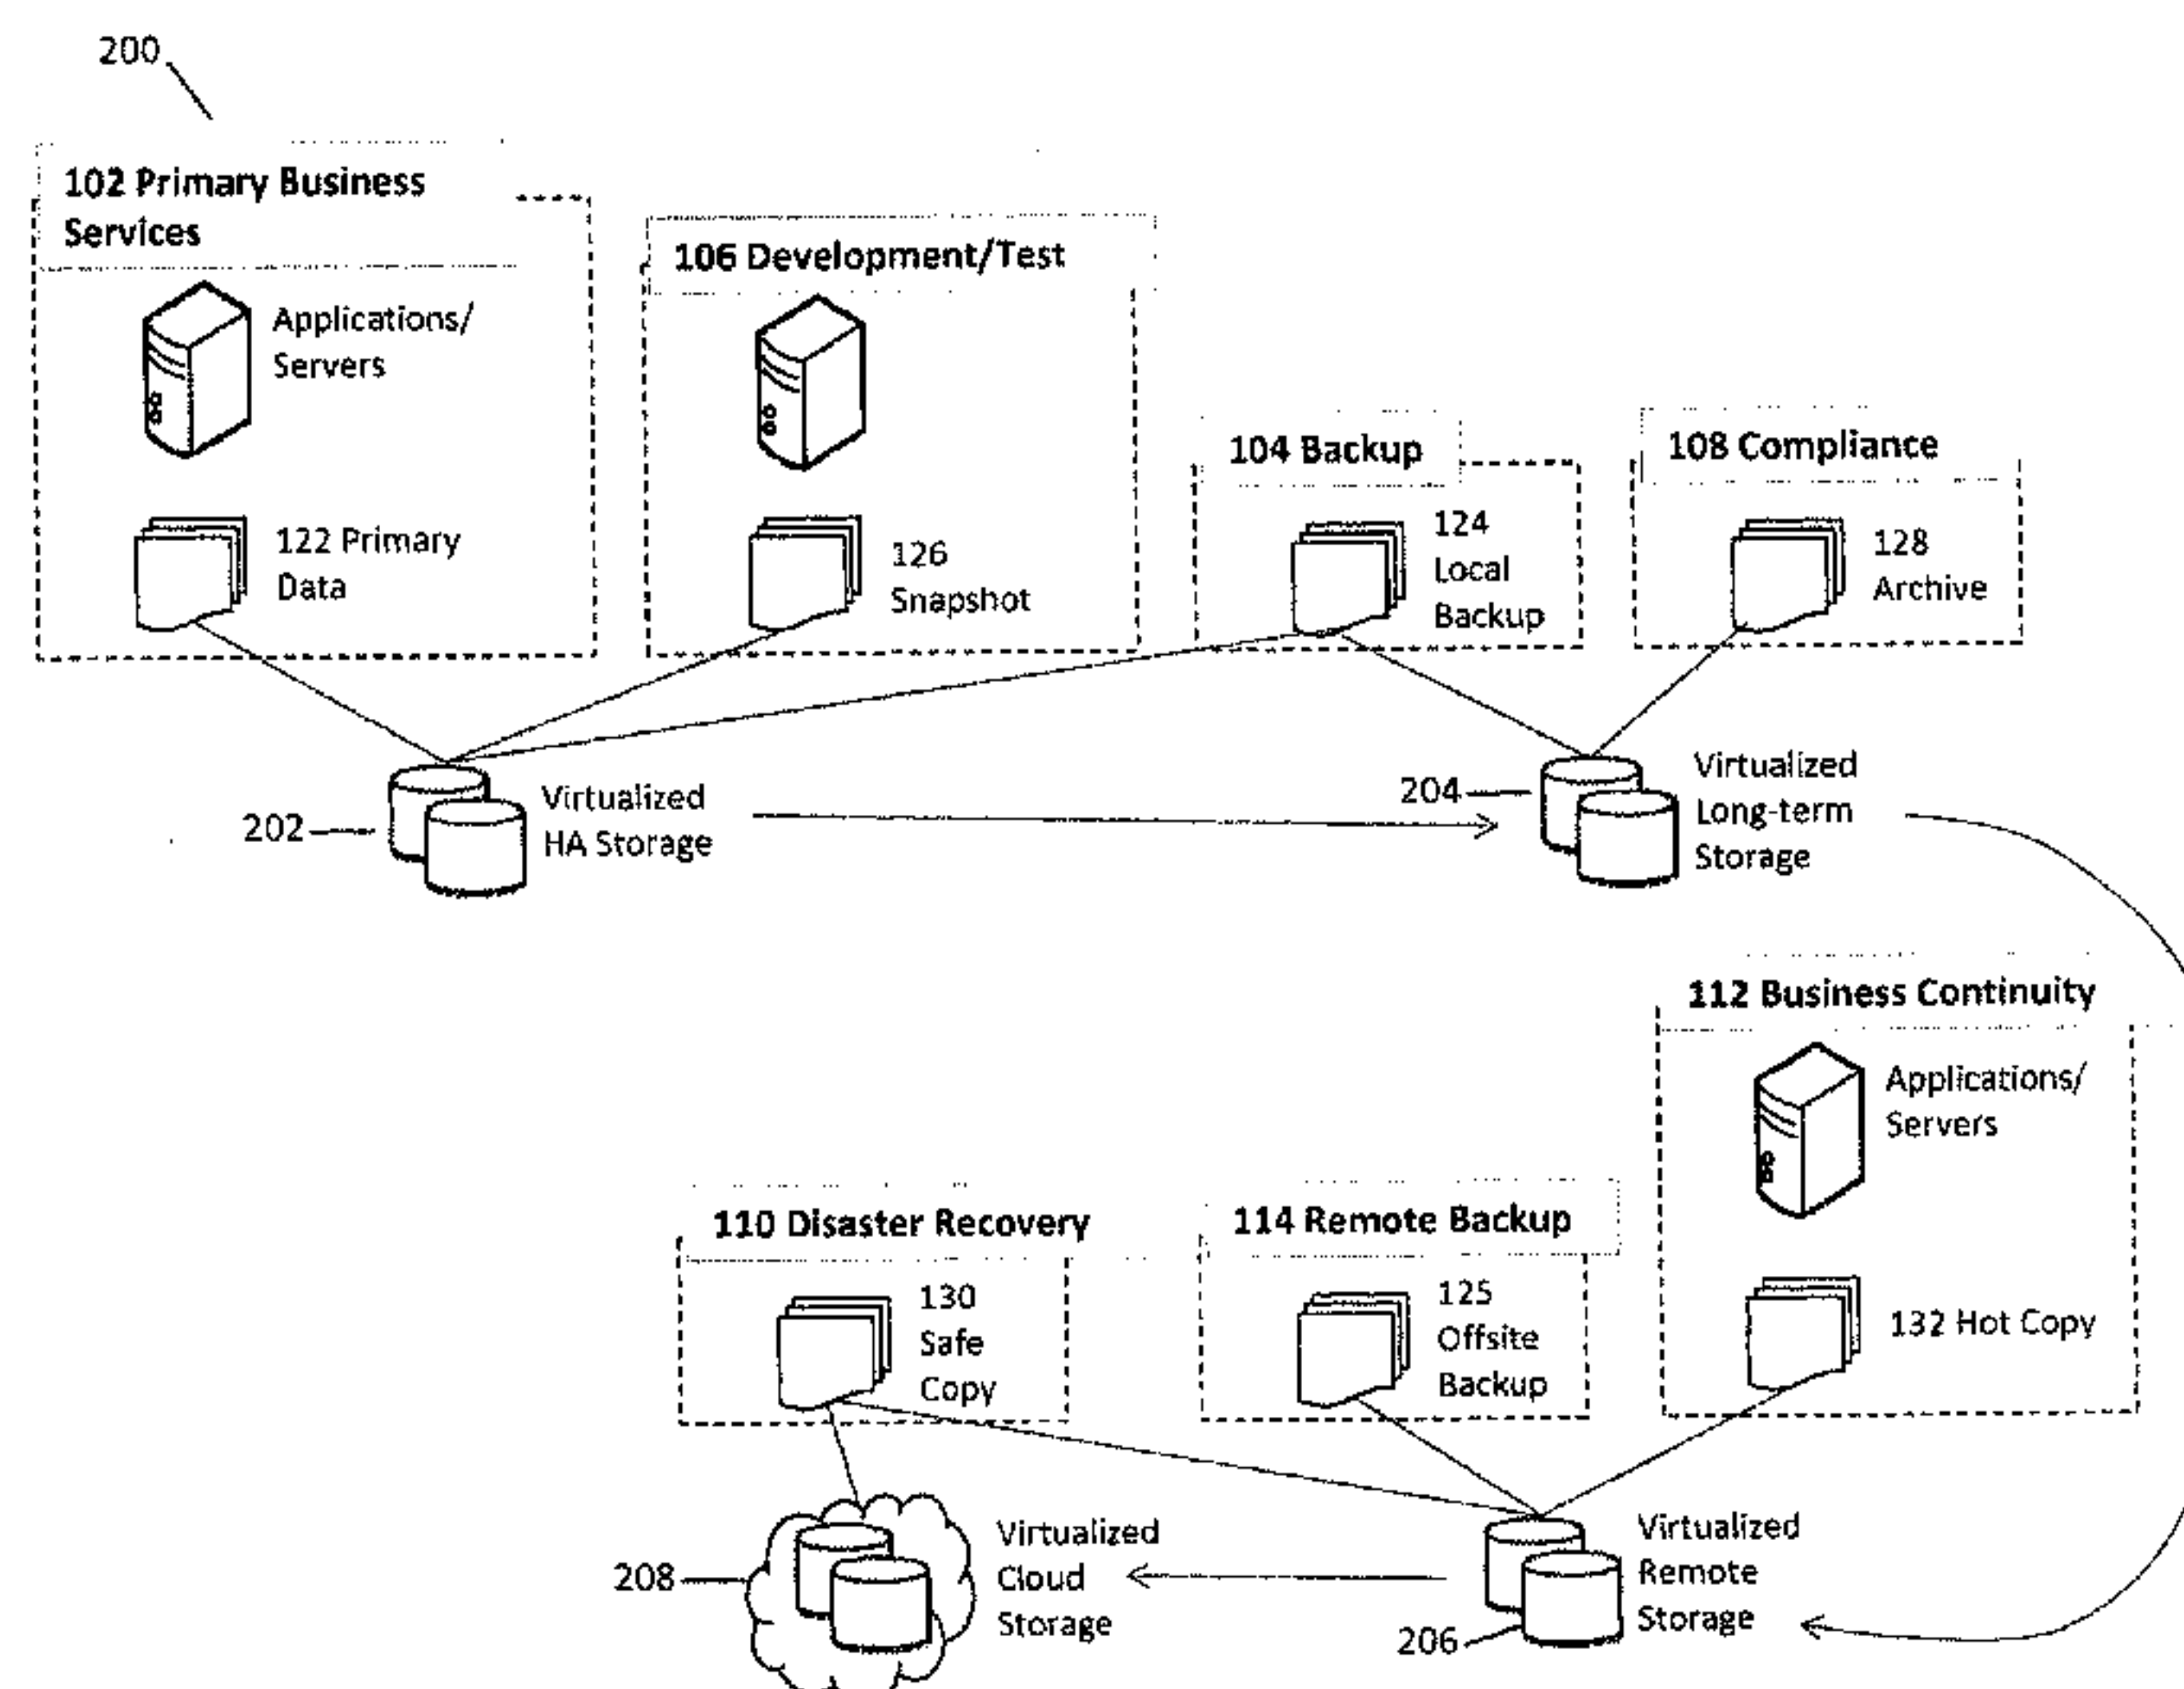 200
102 Primary Business
Services
Applications/
Servers
122 Primary
Data
106 Development/Test
126
Snapshot
104 Backup
124
Local
Backup
108 Compliance
128
Archive
202
Virtualized
HA Storage
204
Virtualized
Long-term
Storage
112 Business Continuity
Applications/
Servers
132 Hot Copy
110 Disaster Recovery
130
Safe
Copy
114 Remote Backup
125
Offsite
Backup
208
Virtualized
Cloud
Storage
206
Virtualized
Remote
Storage